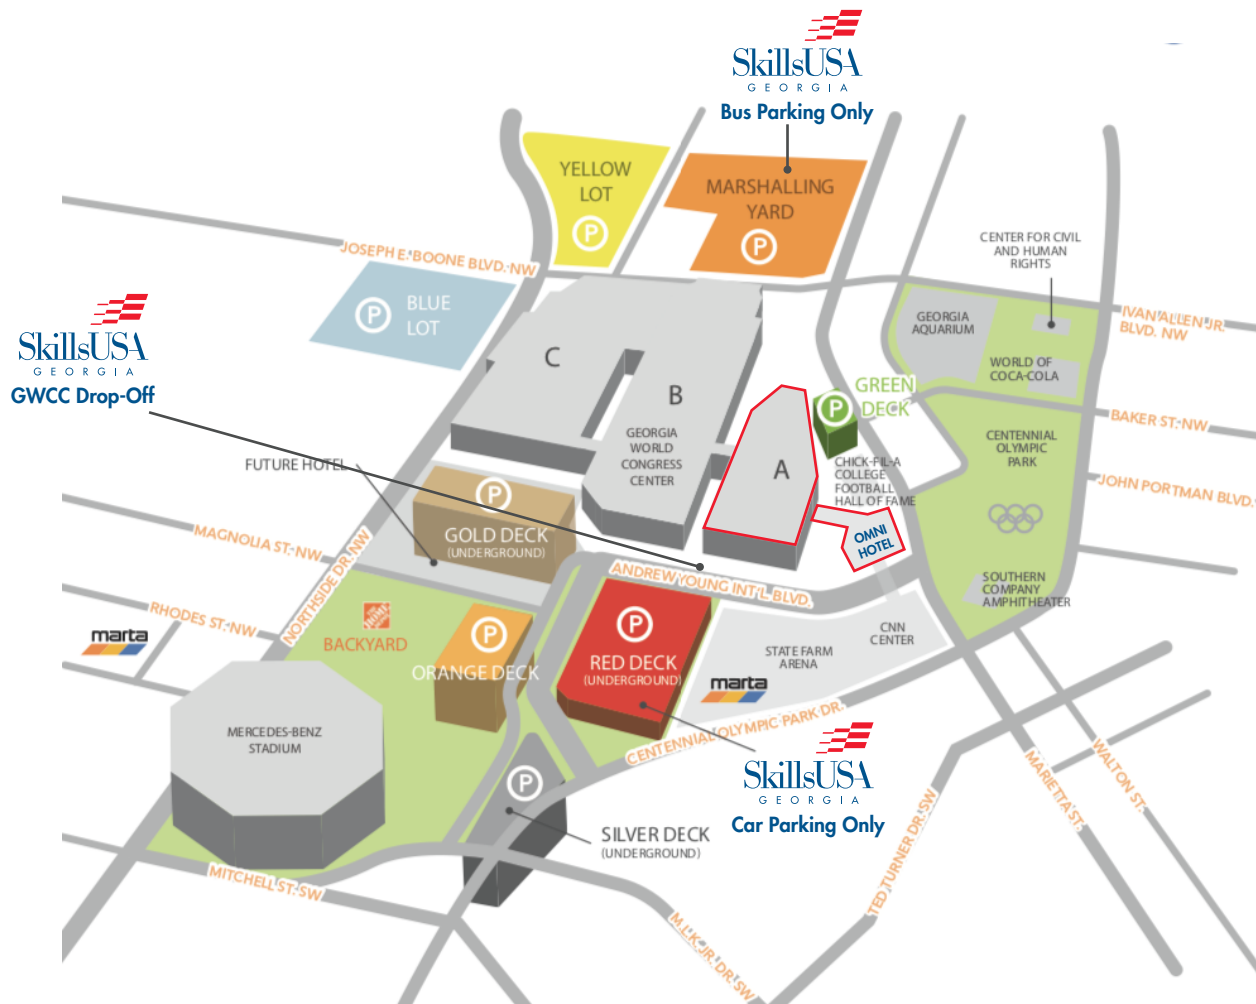 SkillsUSA
GEORGIA
Bus Parking Only
YELLOW
LOT
P
MARSHALLING
YARD
P
JOSEPH E. BOONE BLVD. NW
CENTER FOR CIVIL
AND HUMAN
RIGHTS
P
BLUE
LOT
SkillsUSA
GEORGIA
GWCC Drop-Off
C
B
GEORGIA
WORLD
CONGRESS
CENTER
A
GEORGIA
AQUARIUM
WORLD OF
COCA-COLA
IVAN ALLEN JR.
BLVD. NW
P
GREEN
DECK
BAKER ST. NW
CENTENNIAL
OLYMPIC
PARK
CHICK-FIL-A
COLLEGE
FOOTBALL
HALL OF FAME
JOHN PORTMAN BLVD.
FUTURE HOTEL
P
GOLD DECK
(UNDERGROUND)
OMNI
HOTEL
MAGNOLIA ST. NW
NORTHSIDE DR. NW
ANDREW YOUNG INT'L. BLVD.
SOUTHERN
COMPANY
AMPHITHEATER
RHODES ST. NW
marta
THE
HOME
DEPOT
BACKYARD
P
ORANGE DECK
P
RED DECK
(UNDERGROUND)
CNN
CENTER
STATE FARM
ARENA
marta
MERCEDES-BENZ
STADIUM
CENTENNIAL OLYMPIC PARK DR.
SkillsUSA
GEORGIA
Car Parking Only
P
SILVER DECK
(UNDERGROUND)
WALTON ST.
MARIETTA ST.
TED TURNER DR. SW
MITCHELL ST. SW
M.L.K. JR. DR. SW